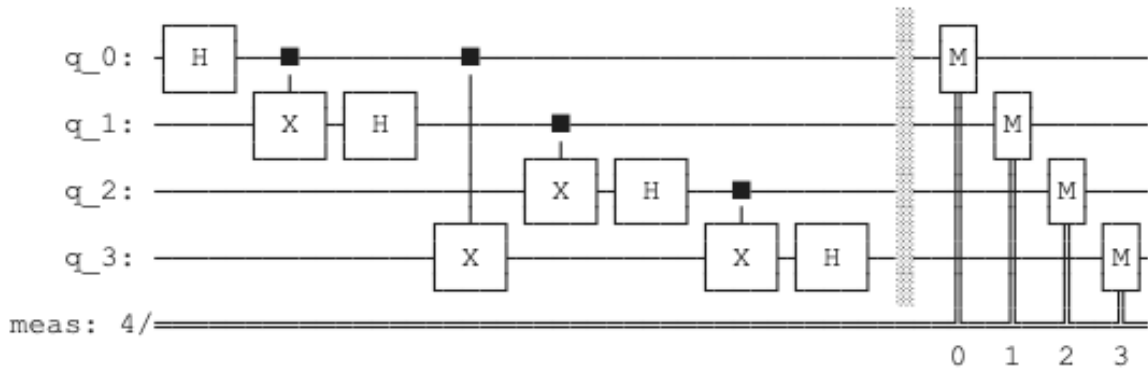 q_0: H M
q_1: X H M
q_2: X H M
q_3: X X H M
meas: 4/
0 1 2 3